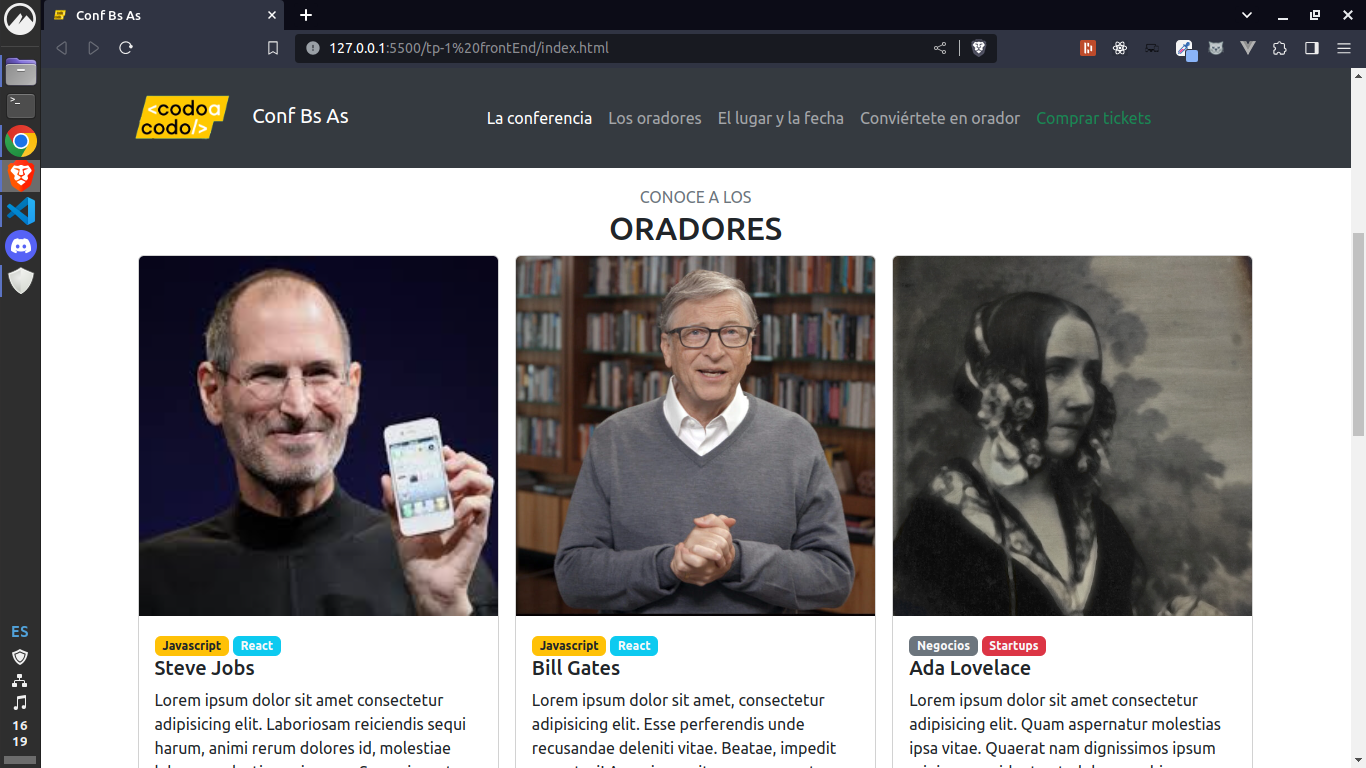 Conf Bs As
127.0.0.1:5500/tp-1%20frontEnd/index.html
<codo a
codo/>
Conf Bs As
La conferencia
Los oradores
El lugar y la fecha
Conviértete en orador
Comprar tickets
CONOCE A LOS
ORADORES
Javascript React
Steve Jobs
Lorem ipsum dolor sit amet consectetur
adipisicing elit. Laboriosam reiciendis sequi
harum, animi rerum dolores id, molestiae
Javascript React
Bill Gates
Lorem ipsum dolor sit amet, consectetur
adipisicing elit. Esse perferendis unde
recusandae deleniti vitae. Beatae, impedit
Negocios Startups
Ada Lovelace
Lorem ipsum dolor sit amet consectetur
adipisicing elit. Quam aspernatur molestias
ipsa vitae. Quaerat nam dignissimos ipsum
ES
16
19